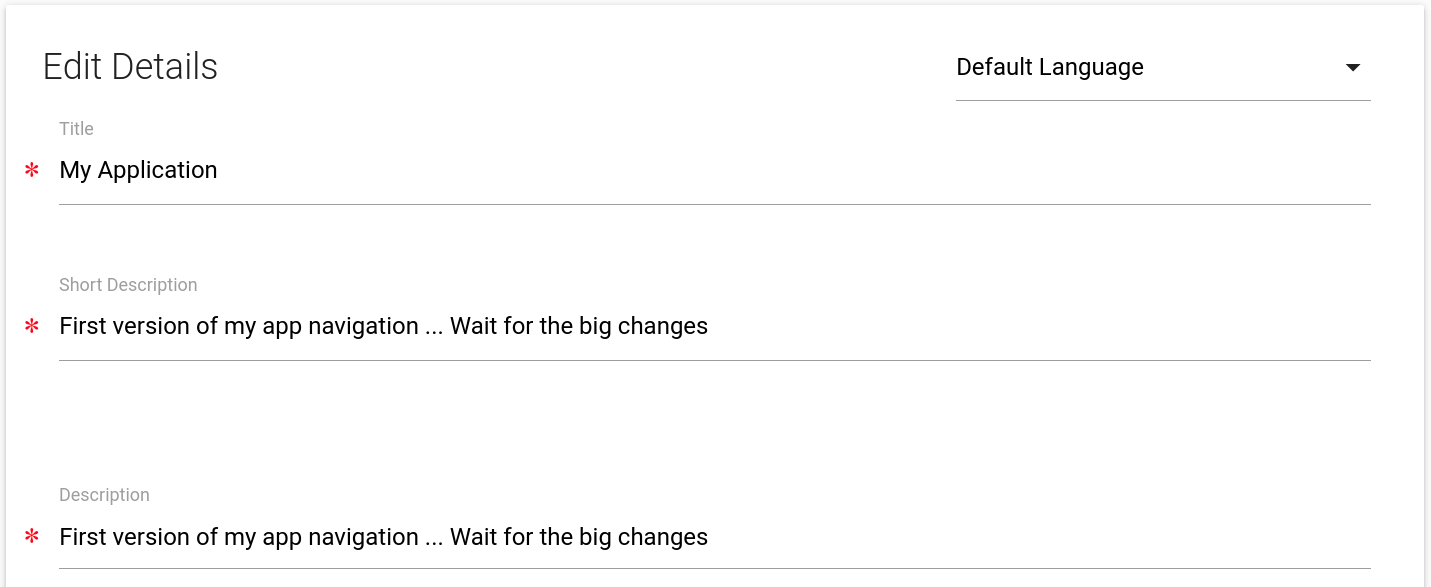 Edit Details
Default Language
Title
* My Application
Short Description
* First version of my app navigation ... Wait for the big changes
Description
* First version of my app navigation ... Wait for the big changes